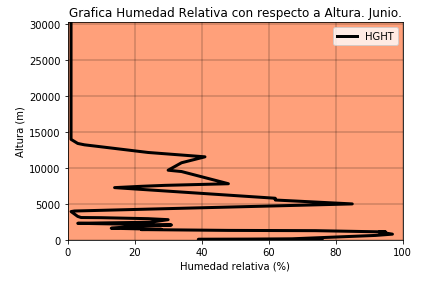 Grafica Humedad Relativa con respecto a Altura. Junio.
HGHT
Altura (m)
30000
25000
20000
15000
10000
5000
0
0 20 40 60 80 100
Humedad relativa (%)